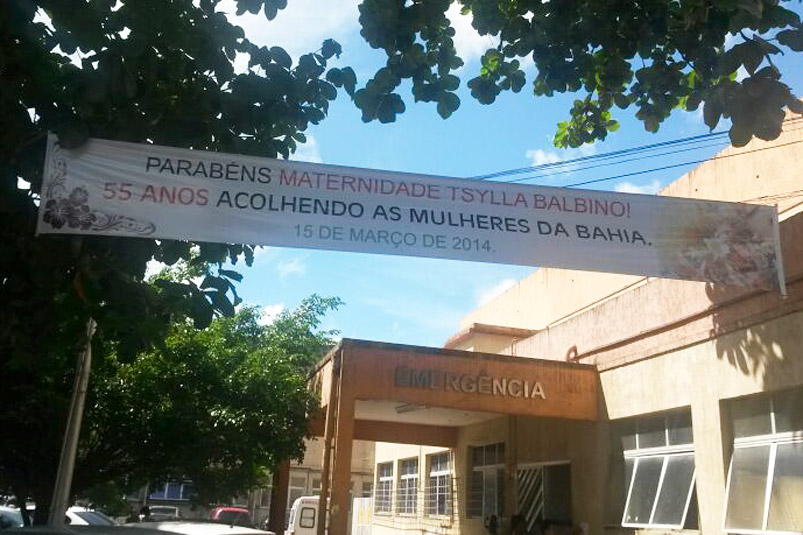 PARABÉNS MATERNIDADE TSYLLA BALBINO!
55 ANOS ACOLHENDO AS MULHERES DA BAHIA.
15 DE MARÇO DE 2014.
EMERGÊNCIA